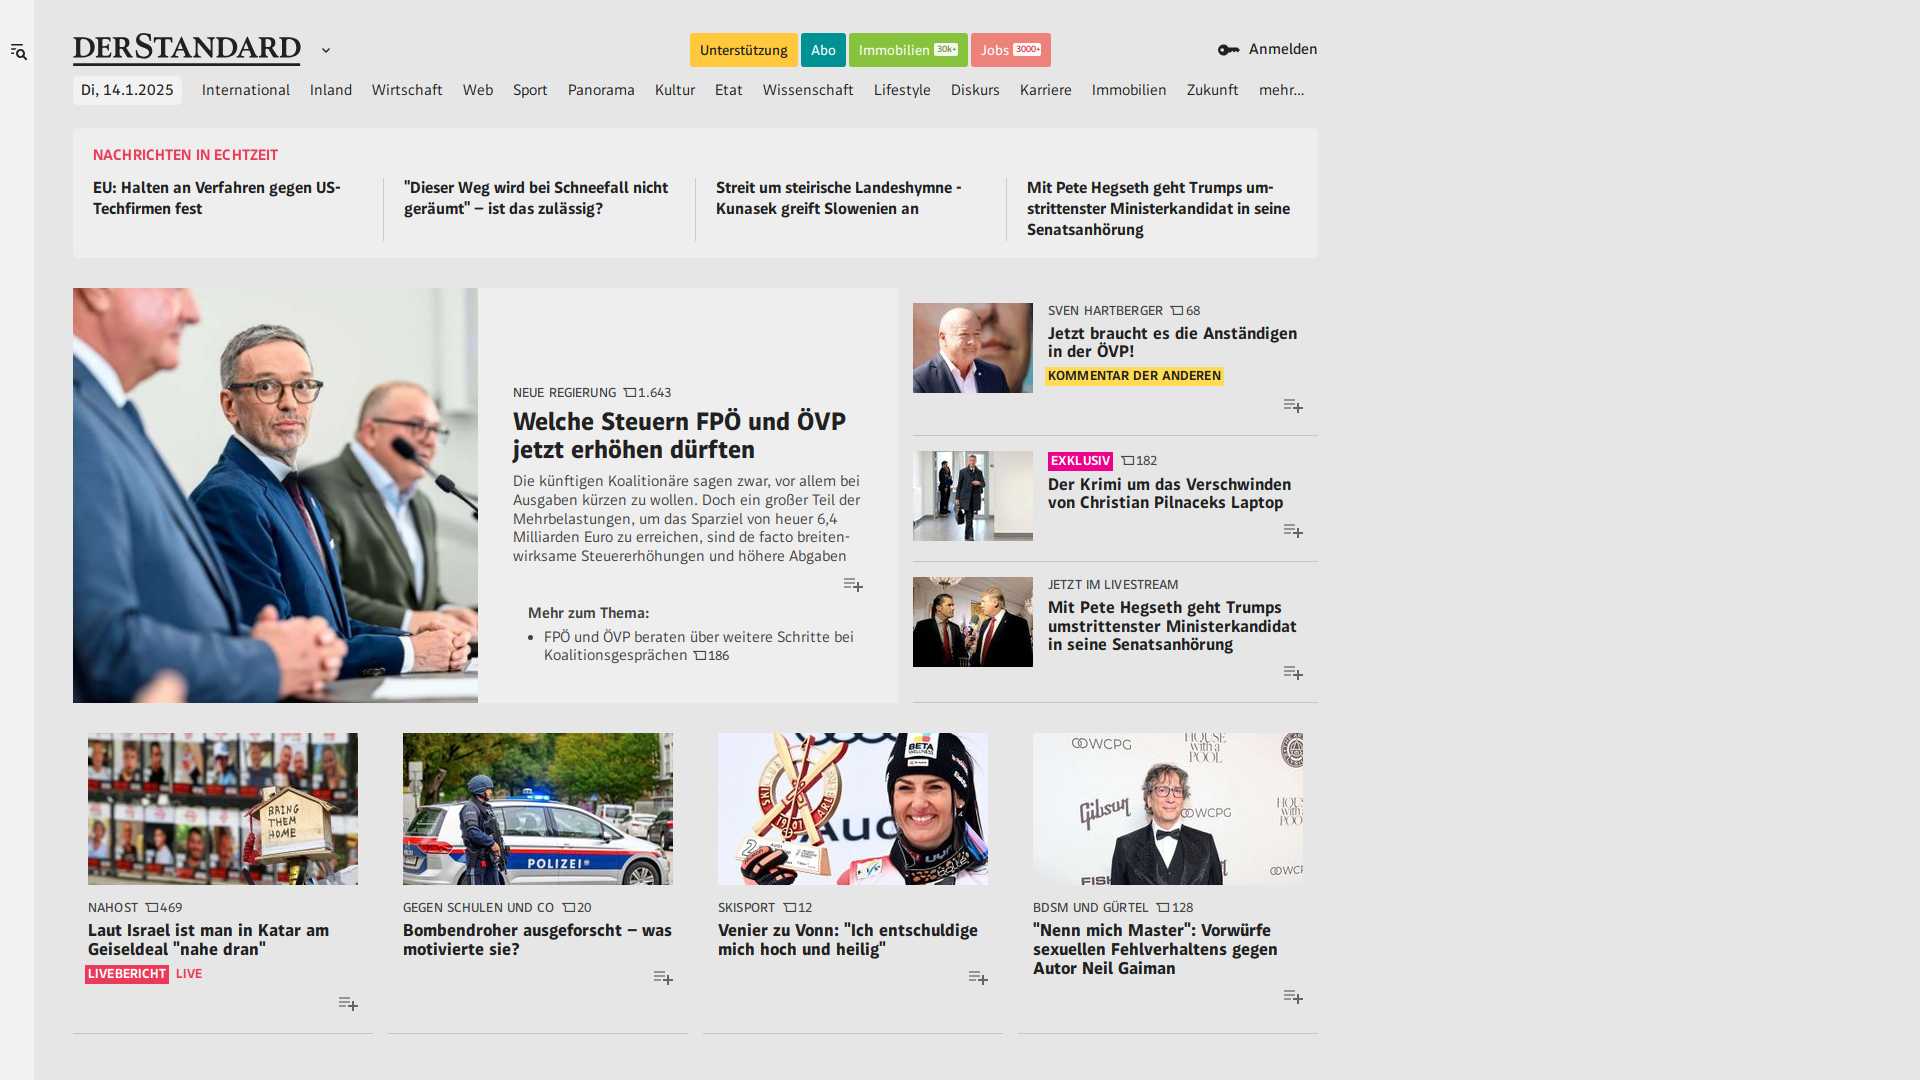 DERSTANDARD
Unterstützung
Abo
Immobilien 30k+
Jobs 3000+
Anmelden
Di, 14.1.2025 International Inland Wirtschaft Web Sport Panorama Kultur Etat Wissenschaft Lifestyle Diskurs Karriere Immobilien Zukunft mehr...
NACHRICHTEN IN ECHTZEIT
EU: Halten an Verfahren gegen US-
Techfirmen fest
"Dieser Weg wird bei Schneefall nicht
geräumt" – ist das zulässig?
Streit um steirische Landeshymne -
Kunasek greift Slowenien an
Mit Pete Hegseth geht Trumps um-
strittenster Ministerkandidat in seine
Senatsanhörung
NEUE REGIERUNG 1.643
Welche Steuern FPÖ und ÖVP
jetzt erhöhen dürften
Die künftigen Koalitionäre sagen zwar, vor allem bei
Ausgaben kürzen zu wollen. Doch ein großer Teil der
Mehrbelastungen, um das Sparziel von heuer 6,4
Milliarden Euro zu erreichen, sind de facto breiten-
wirksame Steuererhöhungen und höhere Abgaben
Mehr zum Thema:
FPÖ und ÖVP beraten über weitere Schritte bei
Koalitionsgesprächen 186
SVEN HARTBERGER 68
Jetzt braucht es die Anständigen
in der ÖVP!
KOMMENTAR DER ANDEREN
EXKLUSIV 182
Der Krimi um das Verschwinden
von Christian Pilnaceks Laptop
JETZT IM LIVESTREAM
Mit Pete Hegseth geht Trumps
umstrittenster Ministerkandidat
in seine Senatsanhörung
BRING
THEM
HOME
NAHOST 469
Laut Israel ist man in Katar am
Geiseldeal "nahe dran"
LIVEBERICHT LIVE
POLIZEI
GEGEN SCHULEN UND CO 20
Bombendroher ausgeforscht – was
motivierte sie?
BETA
WELLNESS
1901
2
SKISPORT 12
Venier zu Vonn: "Ich entschuldige
mich hoch und heilig"
WCPG
HOUSE
with a
POOL
Gibson
WCPG
WCPG
BDSM UND GÜRTEL 128
"Nenn mich Master": Vorwürfe
sexuellen Fehlverhaltens gegen
Autor Neil Gaiman